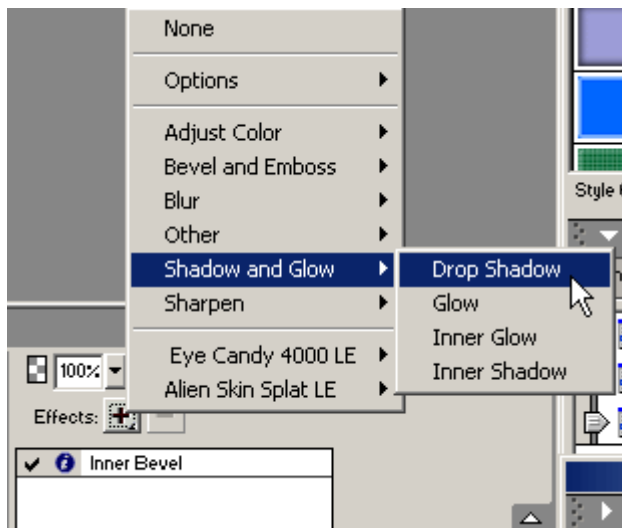 None
Options
Adjust Color
Bevel and Emboss
Blur
Other
Shadow and Glow
Sharpen
Eye Candy 4000 LE
Alien Skin Splat LE
Drop Shadow
Glow
Inner Glow
Inner Shadow
Style
100%
Effects:
Inner Bevel